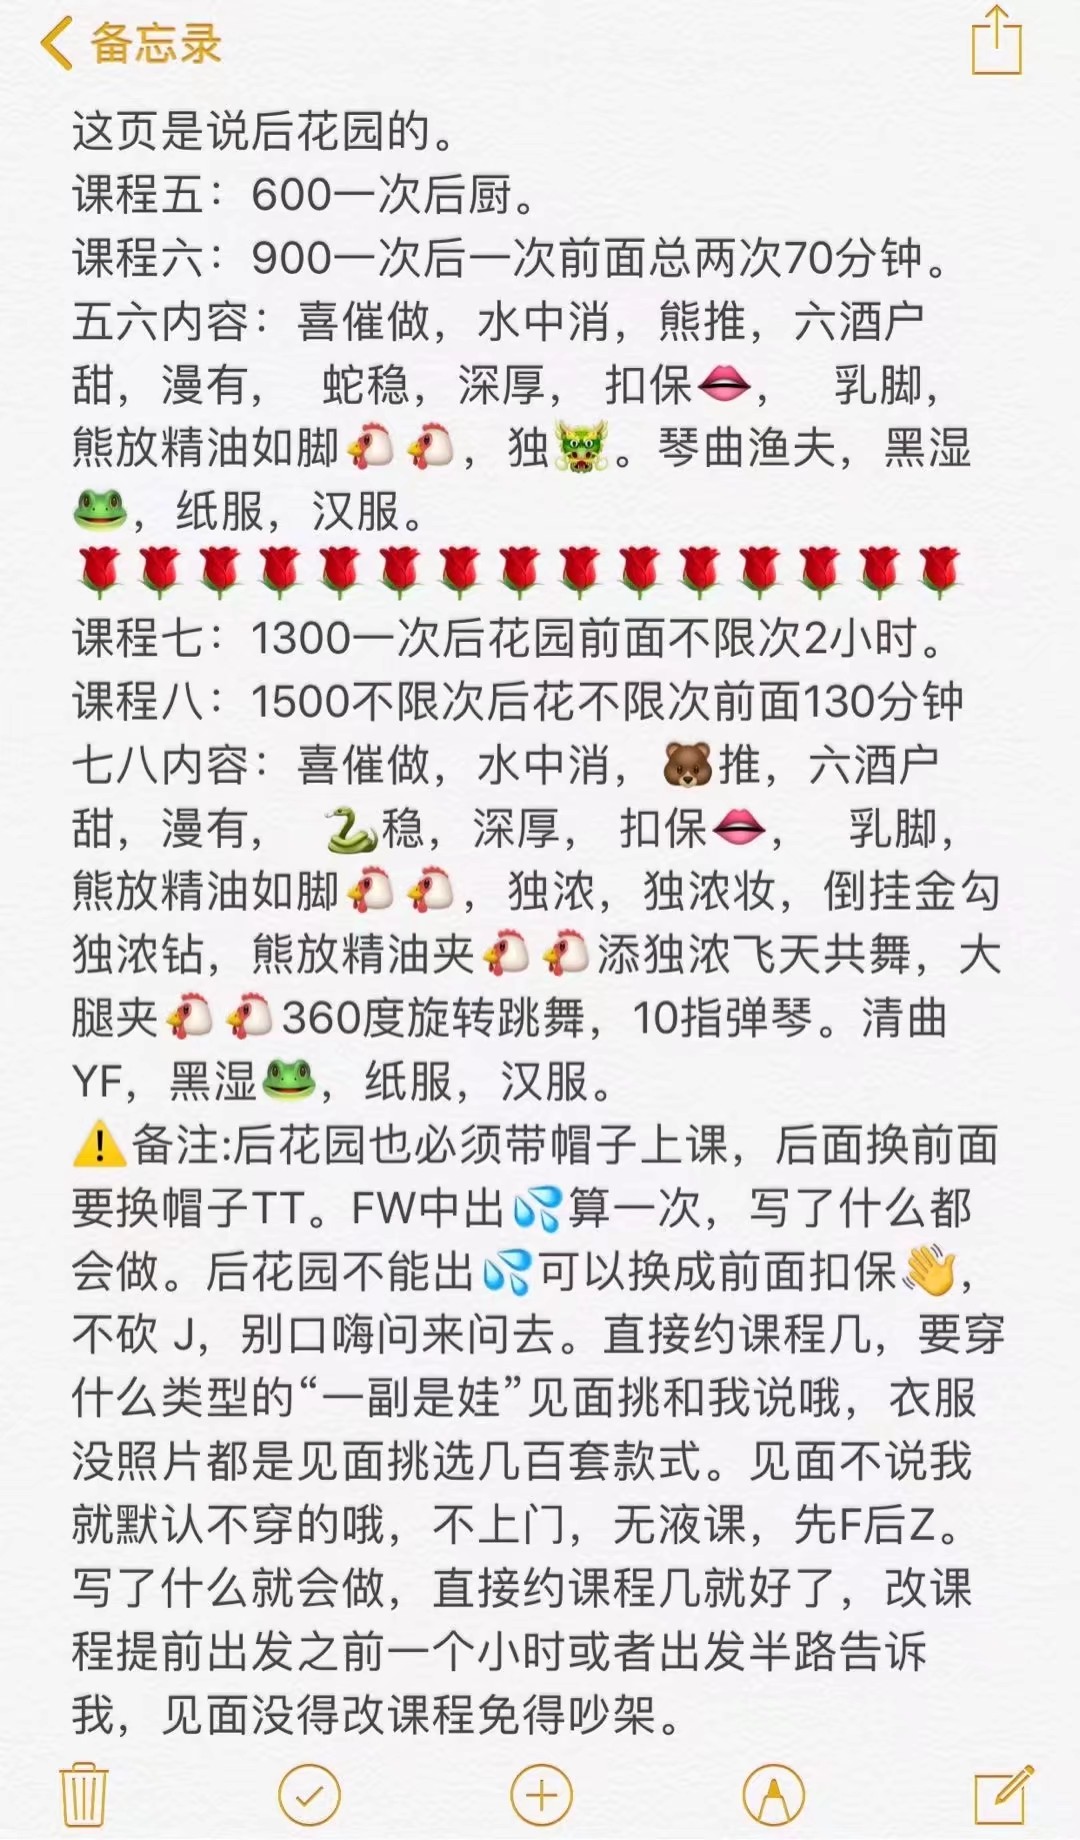 备忘录
这页是说后花园的。
课程五：600一次后厨。
课程六：900一次后一次前面总两次70分钟。
五六内容：喜催做，水中消，熊推，六酒户
甜，漫有，　蛇稳，深厚， 扣保👄，　乳脚，
熊放精油如脚🐔🐔，独🐲。琴曲渔夫，黑湿
🐸，纸服，汉服。
🌹🌹🌹🌹🌹🌹🌹🌹🌹🌹🌹🌹🌹🌹🌹
课程七：1300一次后花园前面不限次2小时。
课程八：1500不限次后花不限次前面130分钟
七八内容：喜催做，水中消，🐻推，六酒户
甜，漫有，　🐍稳，深厚， 扣保👄，　乳脚，
熊放精油如脚🐔🐔，独浓，独浓妆，倒挂金勾
独浓钻，熊放精油夹🐔🐔添独浓飞天共舞，大
腿夹🐔🐔360度旋转跳舞，10指弹琴。清曲
YF，黑湿🐸，纸服，汉服。
⚠️备注:后花园也必须带帽子上课，后面换前面
要换帽子TT。FW中出💦算一次，写了什么都
会做。后花园不能出💦可以换成前面扣保👋，
不砍 J，别口嗨问来问去。直接约课程几，要穿
什么类型的“一副是娃”见面挑和我说哦，衣服
没照片都是见面挑选几百套款式。见面不说我
就默认不穿的哦，不上门，无液课，先F后Z。
写了什么就会做，直接约课程几就好了，改课
程提前出发之前一个小时或者出发半路告诉
我，见面没得改课程免得吵架。